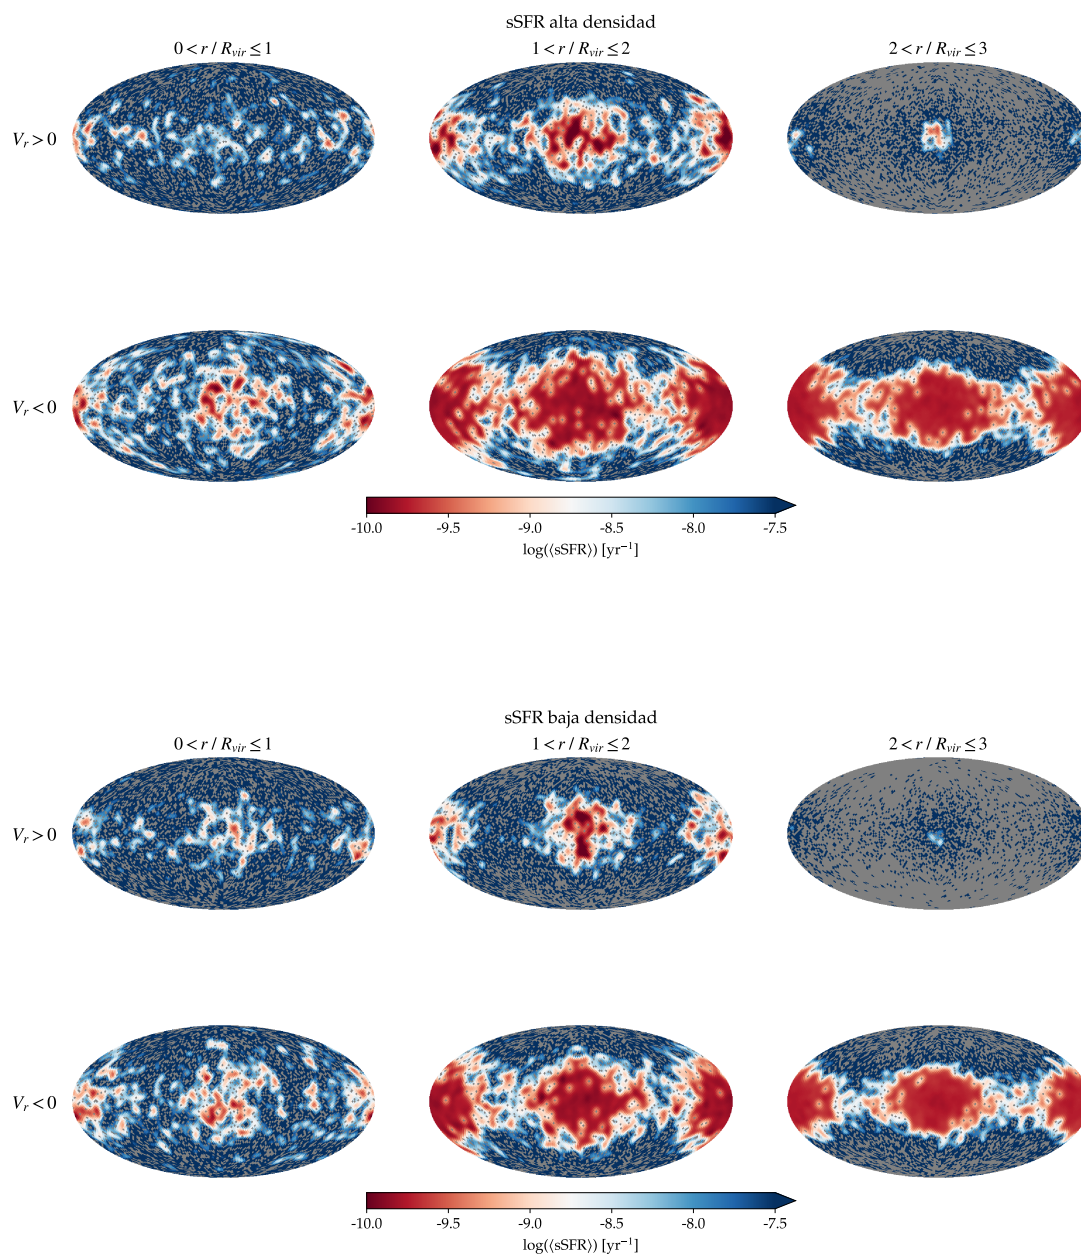 sSFR alta densidad
0 < r / R_vir ≤ 1
1 < r / R_vir ≤ 2
2 < r / R_vir ≤ 3
V_r > 0
V_r < 0
-10.0 -9.5 -9.0 -8.5 -8.0 -7.5
log(⟨sSFR⟩) [yr⁻¹]
sSFR baja densidad
0 < r / R_vir ≤ 1
1 < r / R_vir ≤ 2
2 < r / R_vir ≤ 3
V_r > 0
V_r < 0
-10.0 -9.5 -9.0 -8.5 -8.0 -7.5
log(⟨sSFR⟩) [yr⁻¹]